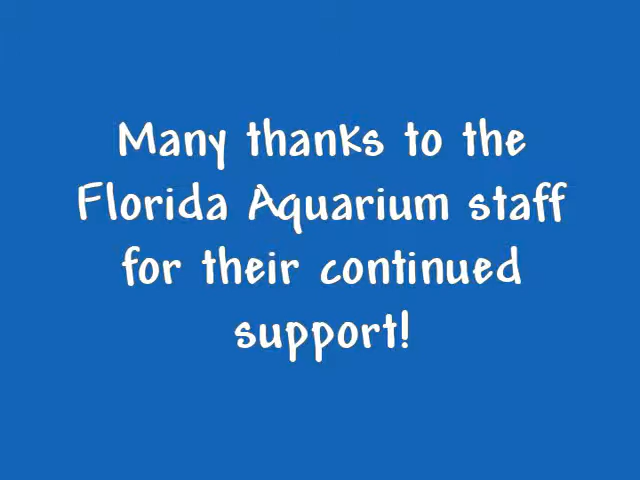 Many thanks to the
Florida Aquarium staff
for their continued
support!